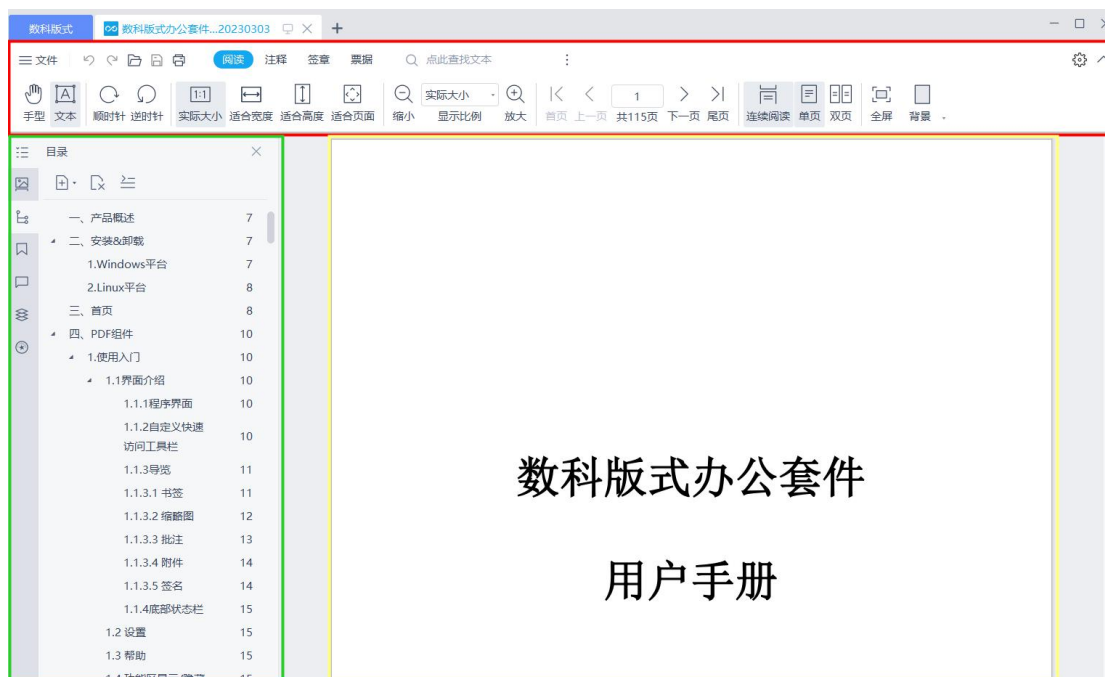 数科版式 数科版式办公套件...20230303
文件 阅读 注释 签章 票据 点此查找文本
1:1 实际大小 1
手型 文本 顺时针 逆时针 实际大小 适合宽度 适合高度 适合页面 缩小 显示比例 放大 首页 上一页 共115页 下一页 尾页 连续阅读 单页 双页 全屏 背景
目录
一、产品概述 7
二、安装&卸载 7
1.Windows平台 7
2.Linux平台 8
三、首页 8
四、PDF组件 10
1.使用入门 10
1.1界面介绍 10
1.1.1程序界面 10
1.1.2自定义快速
访问工具栏 10
1.1.3导览 11
1.1.3.1 书签 11
1.1.3.2 缩略图 12
1.1.3.3 批注 13
1.1.3.4 附件 14
1.1.3.5 签名 14
1.1.4底部状态栏 15
1.2 设置 15
1.3 帮助 15
数科版式办公套件
用户手册